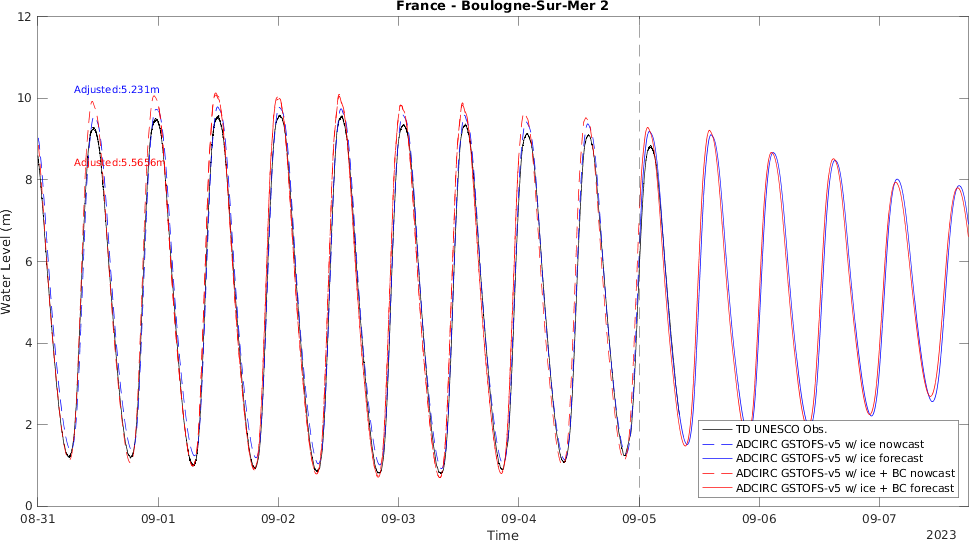 France - Boulogne-Sur-Mer 2
12
10
8
6
4
2
0
Water Level (m)
Adjusted:5.231m
Adjusted:5.5656m
TD UNESCO Obs.
ADCIRC GSTOFS-v5 w/ ice nowcast
ADCIRC GSTOFS-v5 w/ ice forecast
ADCIRC GSTOFS-v5 w/ ice + BC nowcast
ADCIRC GSTOFS-v5 w/ ice + BC forecast
08-31 09-01 09-02 09-03 09-04 09-05 09-06 09-07
Time
2023